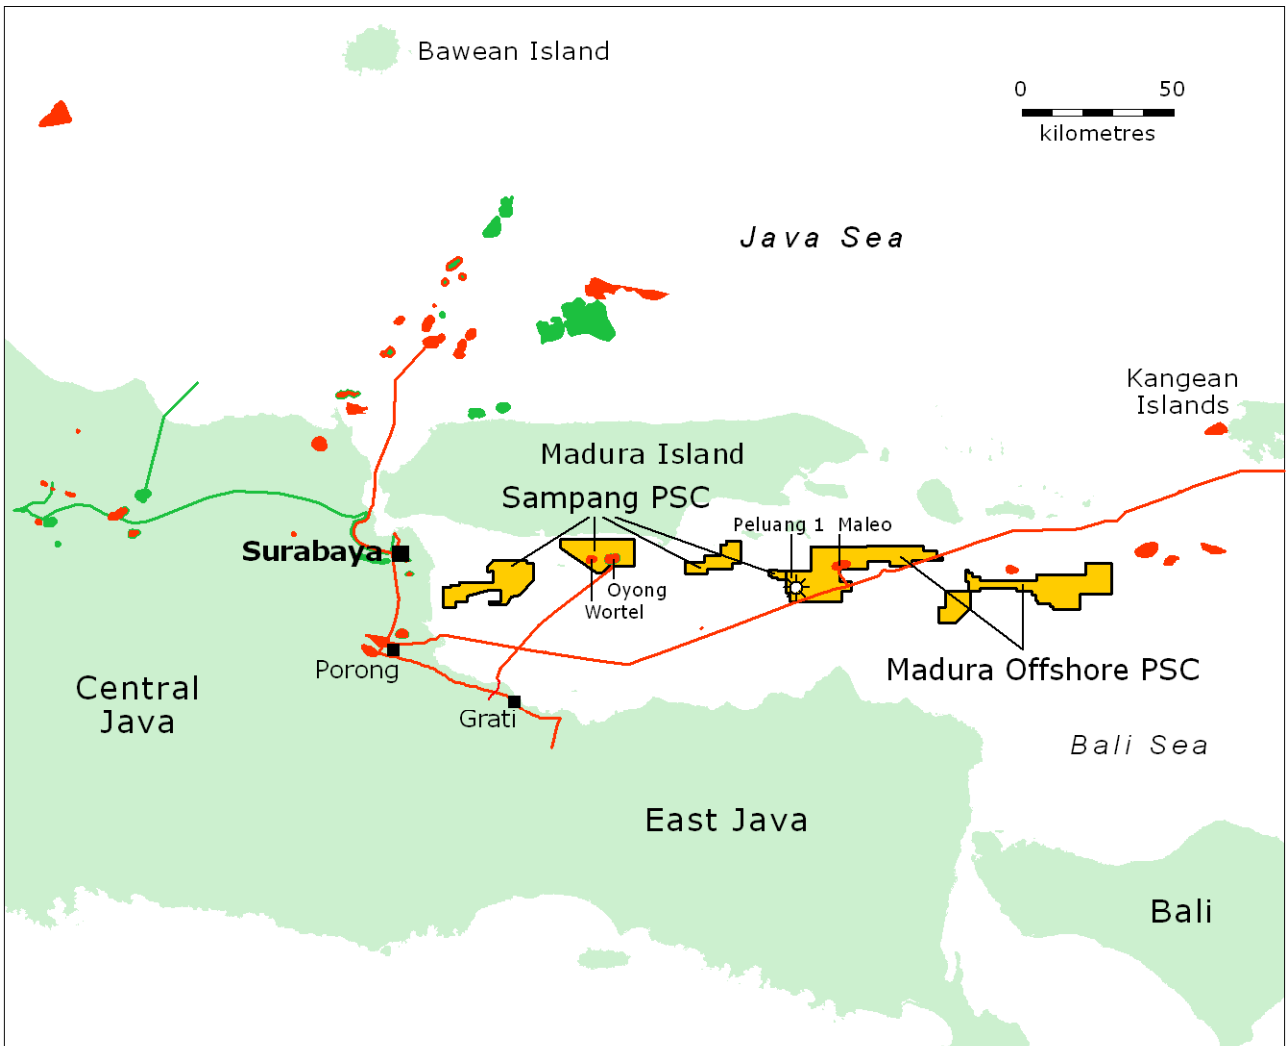 Bawean Island
0 50
kilometres
Java Sea
Kangean
Islands
Madura Island
Sampang PSC
Peluang 1 Maleo
Surabaya
Oyong
Wortel
Porong
Madura Offshore PSC
Central
Java
Grati
Bali Sea
East Java
Bali